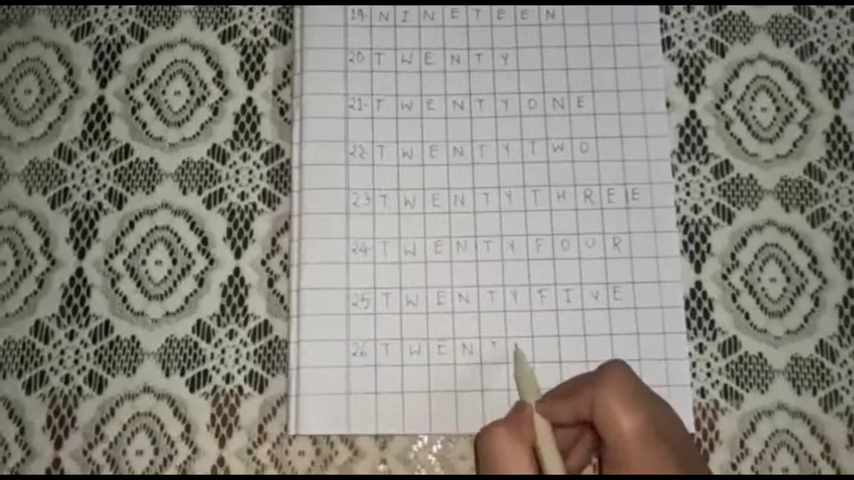 19. NINETEEN
20. TWENTY
21. TWENTYONE
22. TWENTYTWO
23. TWENTYTHREE
24. TWENTYFOUR
25. TWENTYFIVE
26. TWENT